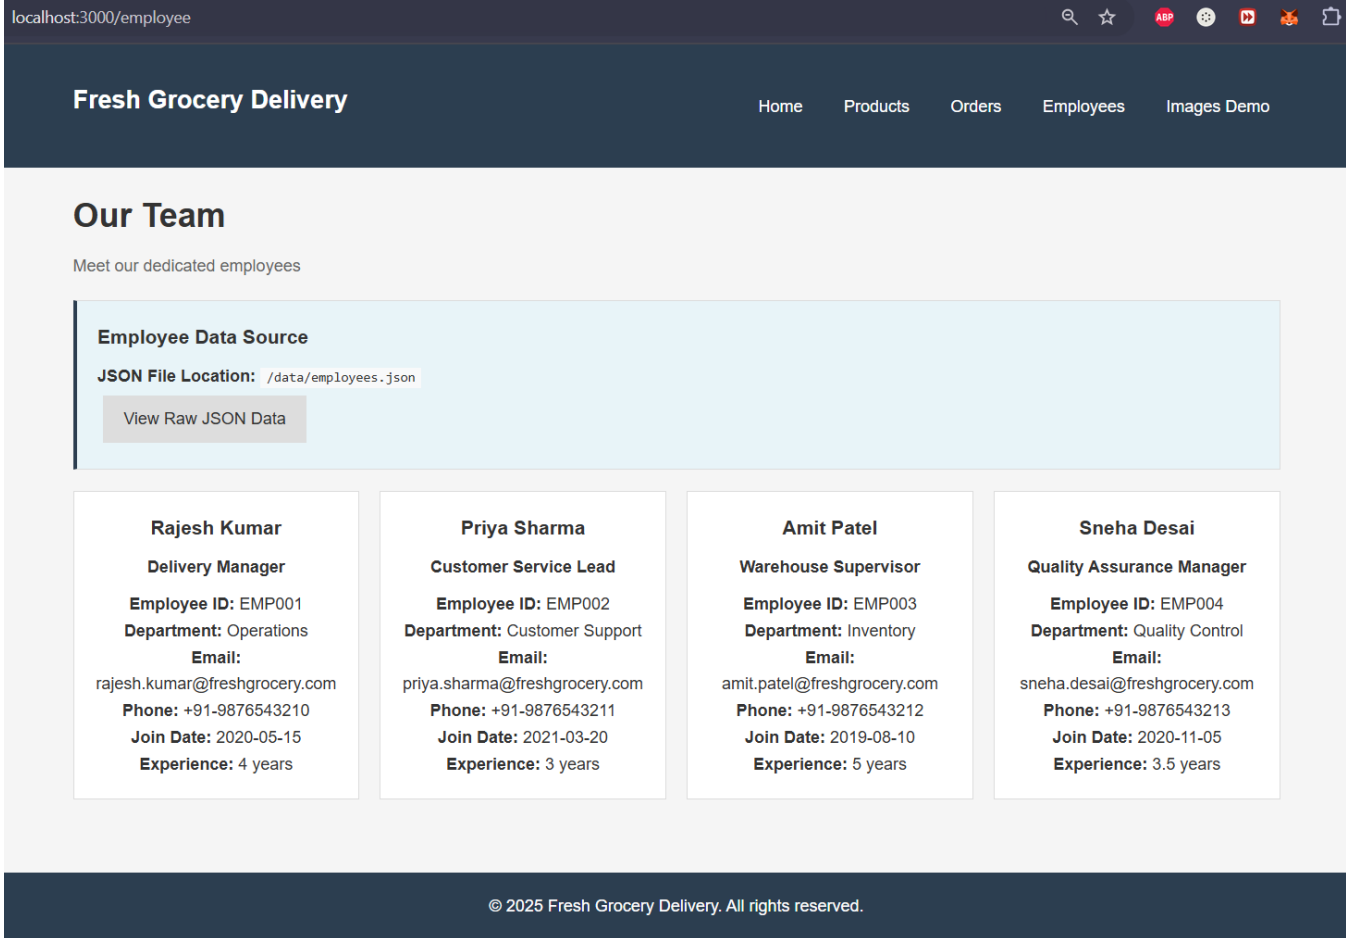 localhost:3000/employee
ABP
Fresh Grocery Delivery
Home Products Orders Employees Images Demo
Our Team
Meet our dedicated employees
Employee Data Source
JSON File Location: /data/employees.json
View Raw JSON Data
Rajesh Kumar
Delivery Manager
Employee ID: EMP001
Department: Operations
Email:
rajesh.kumar@freshgrocery.com
Phone: +91-9876543210
Join Date: 2020-05-15
Experience: 4 years
Priya Sharma
Customer Service Lead
Employee ID: EMP002
Department: Customer Support
Email:
priya.sharma@freshgrocery.com
Phone: +91-9876543211
Join Date: 2021-03-20
Experience: 3 years
Amit Patel
Warehouse Supervisor
Employee ID: EMP003
Department: Inventory
Email:
amit.patel@freshgrocery.com
Phone: +91-9876543212
Join Date: 2019-08-10
Experience: 5 years
Sneha Desai
Quality Assurance Manager
Employee ID: EMP004
Department: Quality Control
Email:
sneha.desai@freshgrocery.com
Phone: +91-9876543213
Join Date: 2020-11-05
Experience: 3.5 years
© 2025 Fresh Grocery Delivery. All rights reserved.